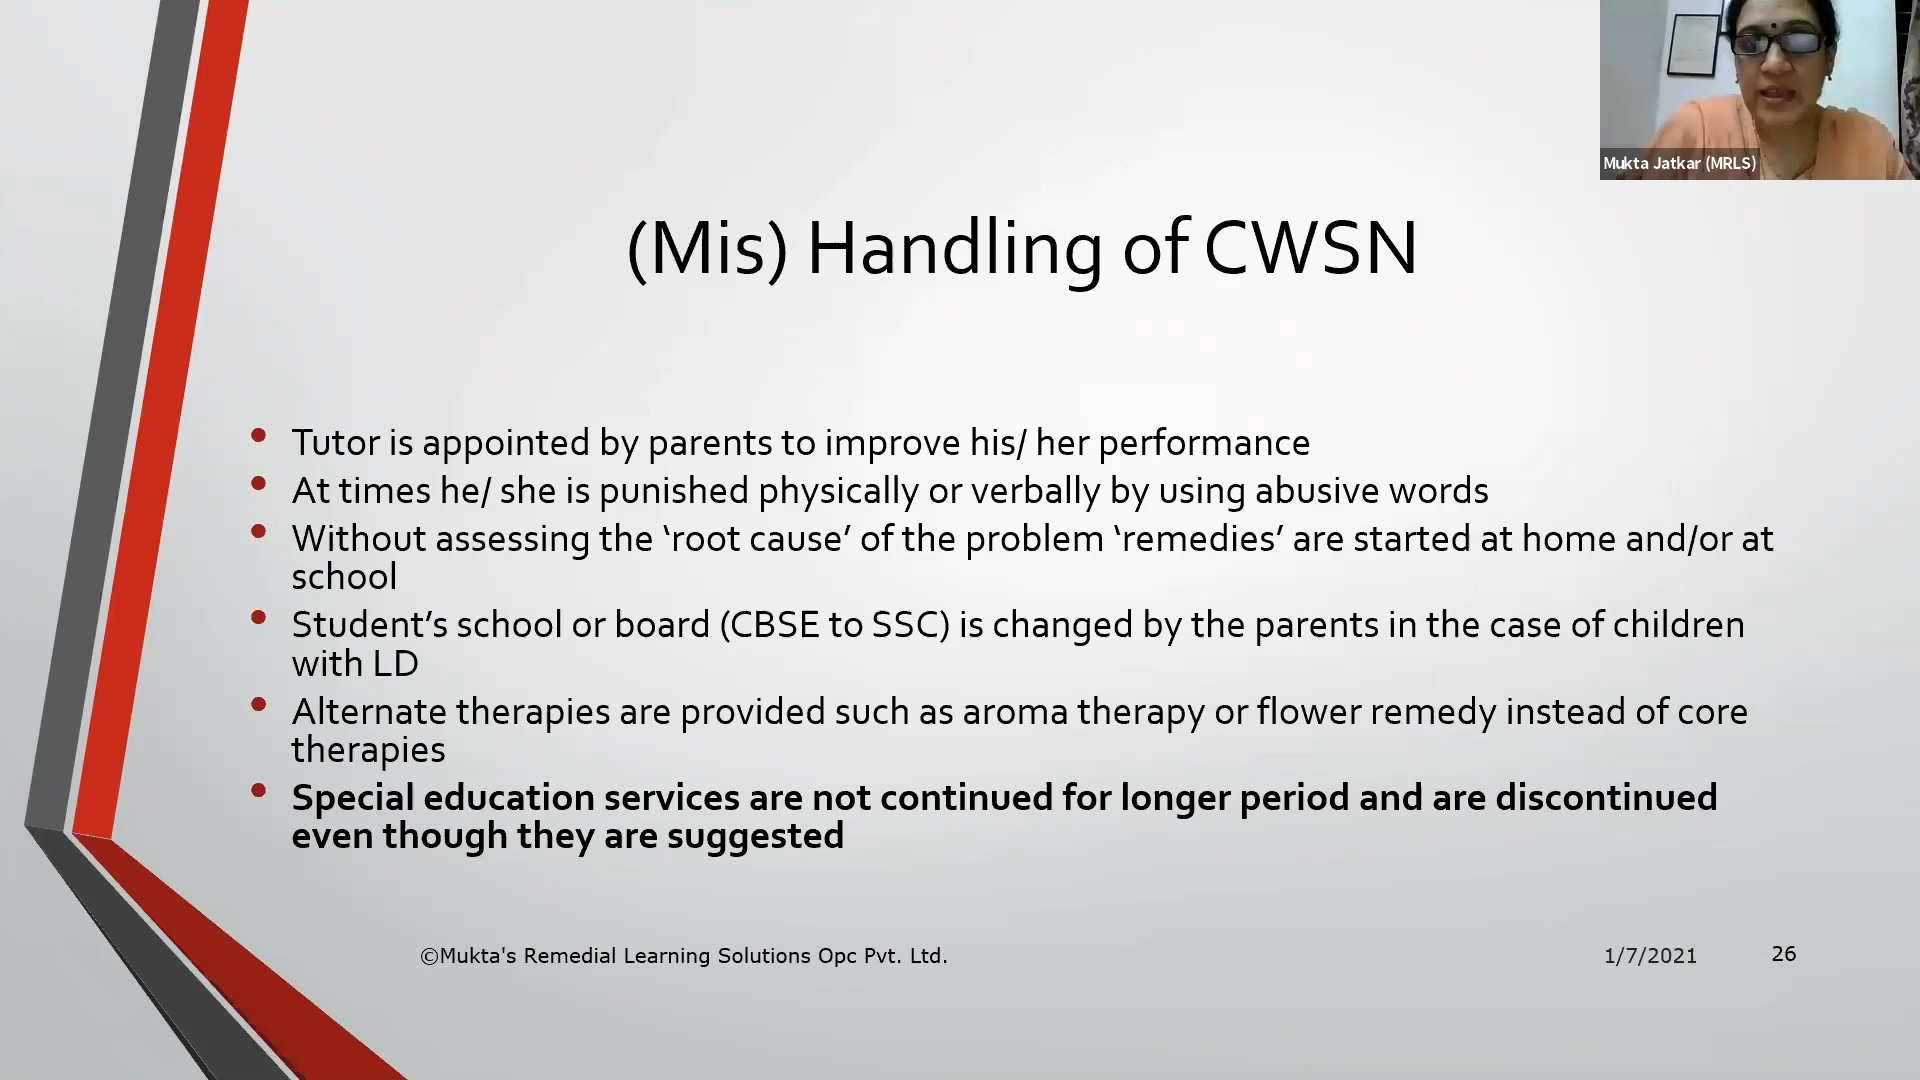 Mukta Jatkar (MRLS)
(Mis) Handling of CWSN
• Tutor is appointed by parents to improve his/ her performance
• At times he/ she is punished physically or verbally by using abusive words
• Without assessing the ‘root cause’ of the problem ‘remedies’ are started at home and/or at
school
• Student’s school or board (CBSE to SSC) is changed by the parents in the case of children
with LD
• Alternate therapies are provided such as aroma therapy or flower remedy instead of core
therapies
• Special education services are not continued for longer period and are discontinued
even though they are suggested
©Mukta's Remedial Learning Solutions Opc Pvt. Ltd.
1/7/2021
26